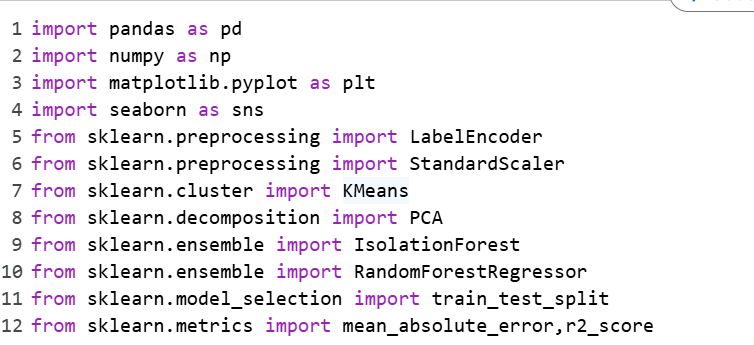 1 import pandas as pd
2 import numpy as np
3 import matplotlib.pyplot as plt
4 import seaborn as sns
5 from sklearn.preprocessing import LabelEncoder
6 from sklearn.preprocessing import StandardScaler
7 from sklearn.cluster import KMeans
8 from sklearn.decomposition import PCA
9 from sklearn.ensemble import IsolationForest
10 from sklearn.ensemble import RandomForestRegressor
11 from sklearn.model_selection import train_test_split
12 from sklearn.metrics import mean_absolute_error,r2_score